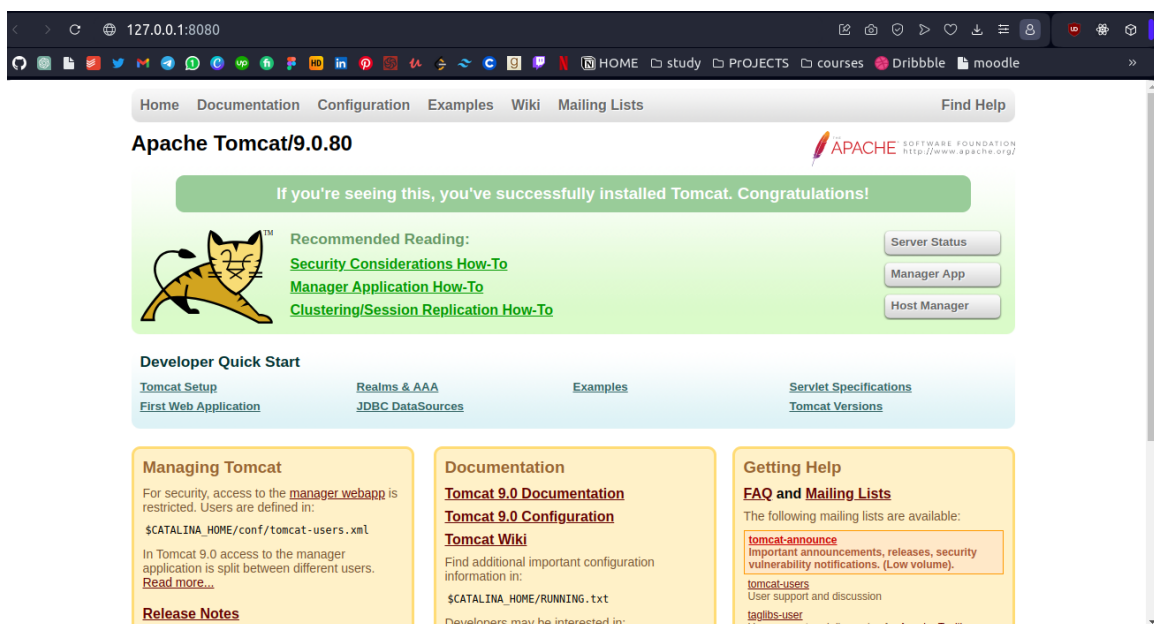 127.0.0.1:8080
HOME study PrOJECTS courses Dribbble moodle »
Home Documentation Configuration Examples Wiki Mailing Lists Find Help
Apache Tomcat/9.0.80
APACHE SOFTWARE FOUNDATION
http://www.apache.org/
If you're seeing this, you've successfully installed Tomcat. Congratulations!
TM
Recommended Reading:
Security Considerations How-To
Manager Application How-To
Clustering/Session Replication How-To
Server Status
Manager App
Host Manager
Developer Quick Start
Tomcat Setup
First Web Application
Realms & AAA
JDBC DataSources
Examples
Servlet Specifications
Tomcat Versions
Managing Tomcat
For security, access to the manager webapp is
restricted. Users are defined in:
$CATALINA_HOME/conf/tomcat-users.xml
In Tomcat 9.0 access to the manager
application is split between different users.
Read more...
Release Notes
Documentation
Tomcat 9.0 Documentation
Tomcat 9.0 Configuration
Tomcat Wiki
Find additional important configuration
information in:
$CATALINA_HOME/RUNNING.txt
Developers may be interested in:
Getting Help
FAQ and Mailing Lists
The following mailing lists are available:
tomcat-announce
Important announcements, releases, security
vulnerability notifications. (Low volume).
tomcat-users
User support and discussion
taglibs-user